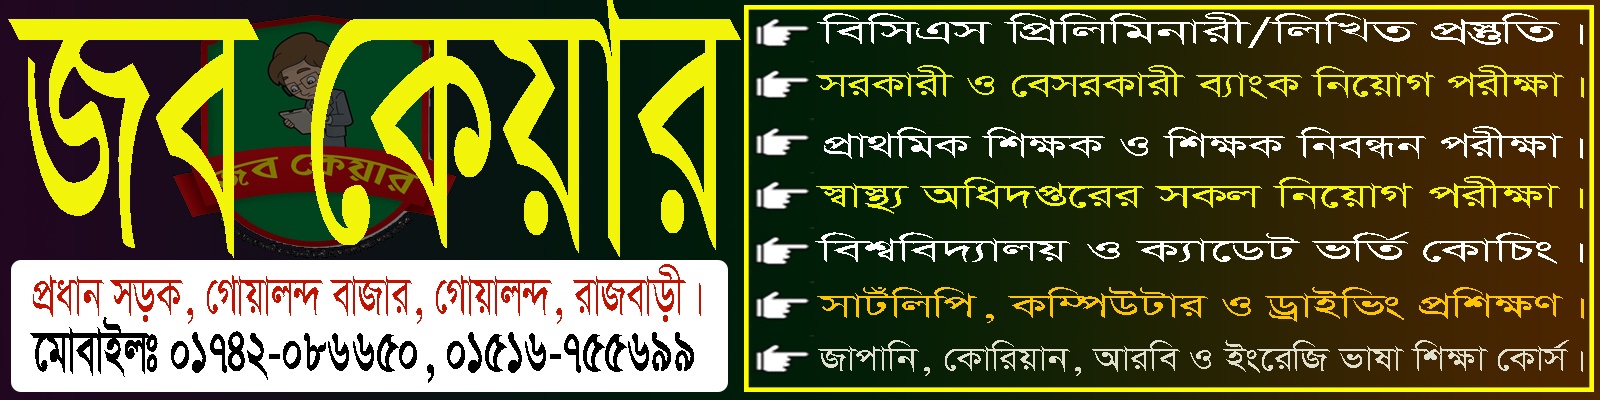 জব কেয়ার
জব কেয়ার
প্রধান সড়ক, গোয়ালন্দ বাজার, গোয়ালন্দ, রাজবাড়ী।
মোবাইলঃ ০১৭৪২-০৮৬৬৫০, ০১৫১৬-৭৫৫৬৯৯
বিসিএস প্রিলিমিনারী/লিখিত প্রস্তুতি ।
সরকারী ও বেসরকারী ব্যাংক নিয়োগ পরীক্ষা ।
প্রাথমিক শিক্ষক ও শিক্ষক নিবন্ধন পরীক্ষা ।
স্বাস্থ্য অধিদপ্তরের সকল নিয়োগ পরীক্ষা ।
বিশ্ববিদ্যালয় ও ক্যাডেট ভর্তি কোচিং ।
সাটঁলিপি, কম্পিউটার ও ড্রাইভিং প্রশিক্ষণ ।
জাপানি, কোরিয়ান, আরবি ও ইংরেজি ভাষা শিক্ষা কোর্স ।